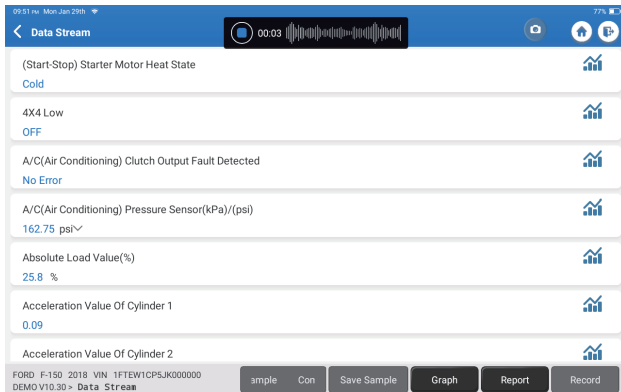 09:51 PM Mon Jan 29th
77%
Data Stream
00:03
(Start-Stop) Starter Motor Heat State
Cold
4X4 Low
OFF
A/C(Air Conditioning) Clutch Output Fault Detected
No Error
A/C(Air Conditioning) Pressure Sensor(kPa)/(psi)
162.75 psi
Absolute Load Value(%)
25.8 %
Acceleration Value Of Cylinder 1
0.09
Acceleration Value Of Cylinder 2
FORD F-150 2018 VIN 1FTEW1CP5JK000000
DEMO V10.30 > Data Stream
ample Con
Save Sample
Graph
Report
Record